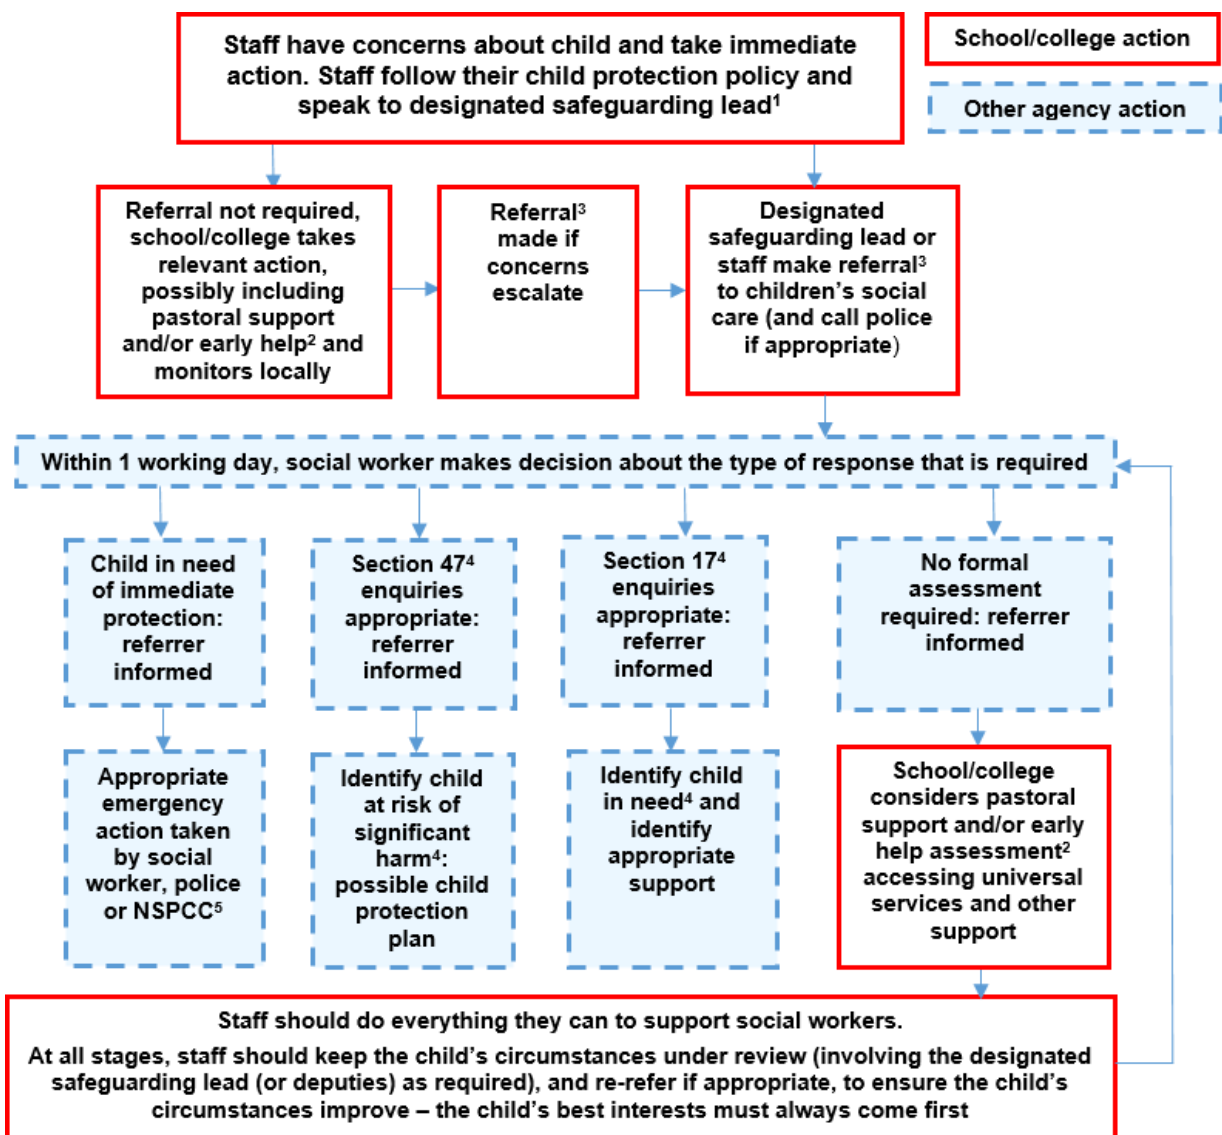 Staff have concerns about child and take immediate
action. Staff follow their child protection policy and
speak to designated safeguarding lead¹
School/college action
Other agency action
Referral not required,
school/college takes
relevant action,
possibly including
pastoral support
and/or early help² and
monitors locally
Referral³
made if
concerns
escalate
Designated
safeguarding lead or
staff make referral³
to children’s social
care (and call police
if appropriate)
Within 1 working day, social worker makes decision about the type of response that is required
Child in need
of immediate
protection:
referrer
informed
Section 47⁴
enquiries
appropriate:
referrer
informed
Section 17⁴
enquiries
appropriate:
referrer
informed
No formal
assessment
required: referrer
informed
Appropriate
emergency
action taken
by social
worker, police
or NSPCC⁵
Identify child
at risk of
significant
harm⁴:
possible child
protection
plan
Identify child
in need⁴ and
identify
appropriate
support
School/college
considers pastoral
support and/or early
help assessment²
accessing universal
services and other
support
Staff should do everything they can to support social workers.
At all stages, staff should keep the child’s circumstances under review (involving the designated
safeguarding lead (or deputies) as required), and re-refer if appropriate, to ensure the child’s
circumstances improve – the child’s best interests must always come first